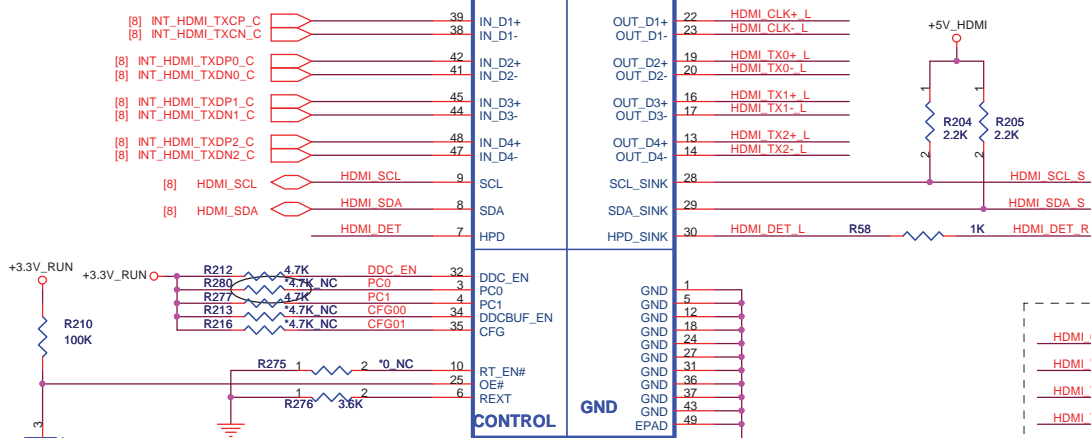 [8] INT_HDMI_TXCP_C 39 IN_D1+ OUT_D1+ 22 HDMI_CLK+_L
[8] INT_HDMI_TXCN_C 38 IN_D1- OUT_D1- 23 HDMI_CLK-_L
+5V_HDMI
[8] INT_HDMI_TXDP0_C 42 IN_D2+ OUT_D2+ 19 HDMI_TX0+_L
[8] INT_HDMI_TXDN0_C 41 IN_D2- OUT_D2- 20 HDMI_TX0-_L
1 1
[8] INT_HDMI_TXDP1_C 45 IN_D3+ OUT_D3+ 16 HDMI_TX1+_L
[8] INT_HDMI_TXDN1_C 44 IN_D3- OUT_D3- 17 HDMI_TX1-_L
R204 R205
2.2K 2.2K
[8] INT_HDMI_TXDP2_C 48 IN_D4+ OUT_D4+ 13 HDMI_TX2+_L
[8] INT_HDMI_TXDN2_C 47 IN_D4- OUT_D4- 14 HDMI_TX2-_L
2 2
[8] HDMI_SCL HDMI_SCL 9 SCL SCL_SINK 28 HDMI_SCL_S
[8] HDMI_SDA HDMI_SDA 8 SDA SDA_SINK 29 HDMI_SDA_S
HDMI_DET 7 HPD HPD_SINK 30 HDMI_DET_L R58 1K HDMI_DET_R
+3.3V_RUN +3.3V_RUN
R212 4.7K DDC_EN 32 DDC_EN
R280 *4.7K_NC PC0 3 PC0 GND 1
R277 4.7K PC1 4 PC1 GND 5
R213 *4.7K_NC CFG00 34 DDCBUF_EN GND 12
R216 *4.7K_NC CFG01 35 CFG GND 18
R210
100K
GND 24
GND 27
R275 1 2 *0_NC 10 RT_EN# GND 31
25 OE# GND 36
R276 1 2 3.6K 6 REXT GND 37
GND 43
EPAD 49
3
CONTROL GND
HDMI_
HDMI_
HDMI_
HDMI_